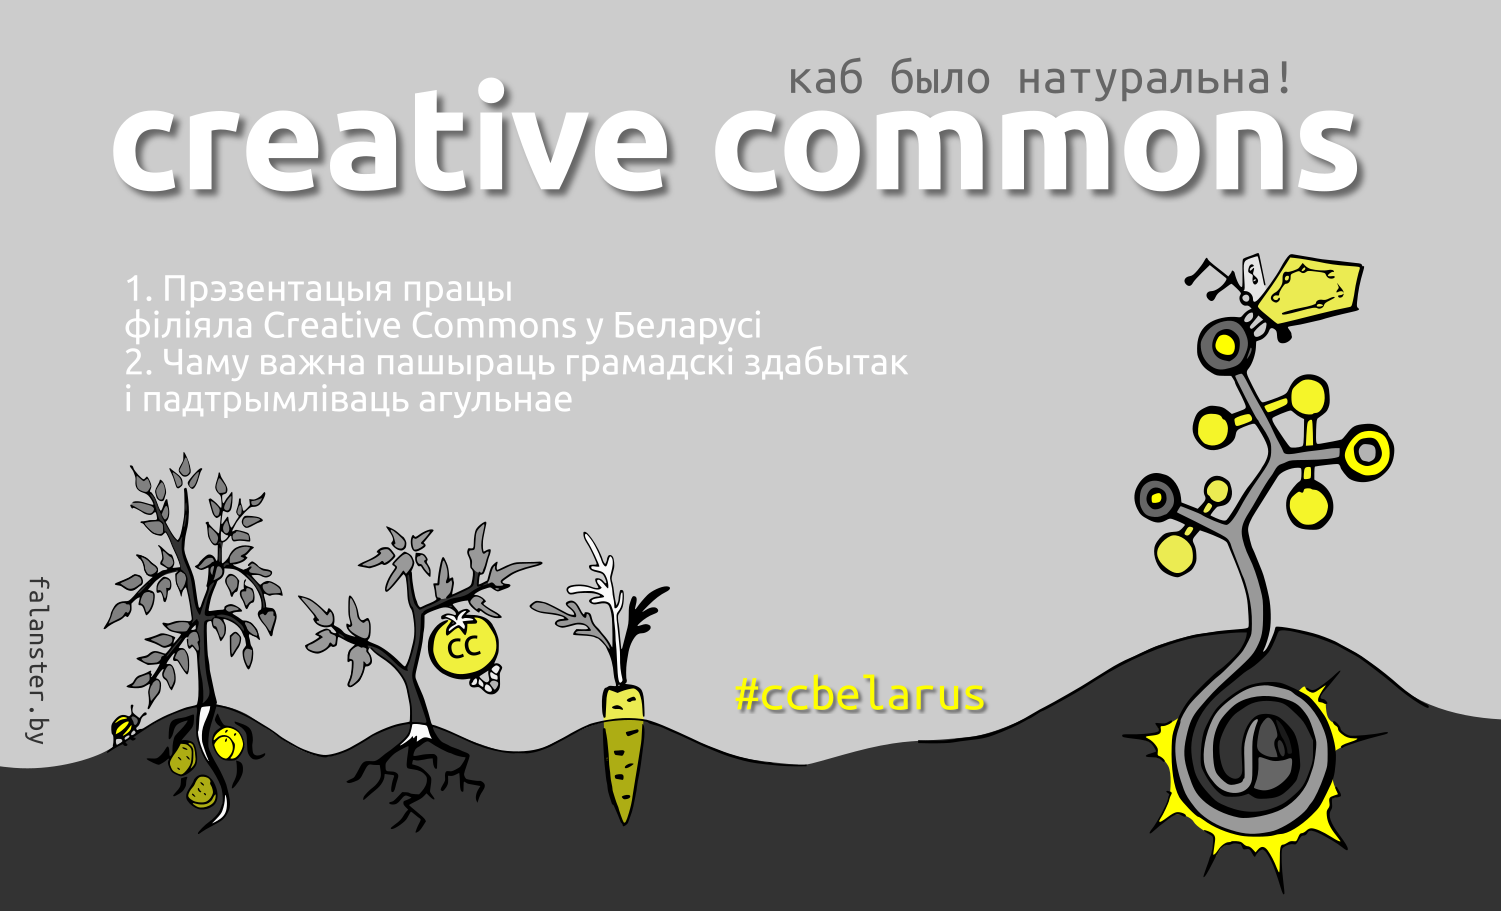 каб было натуральна!
creative commons
1. Прэзентацыя працы
філіяла Creative Commons у Беларусі
2. Чаму важна пашыраць грамадскі здабытак
і падтрымліваць агульнае
CC
#ccbelarus
falanster.by